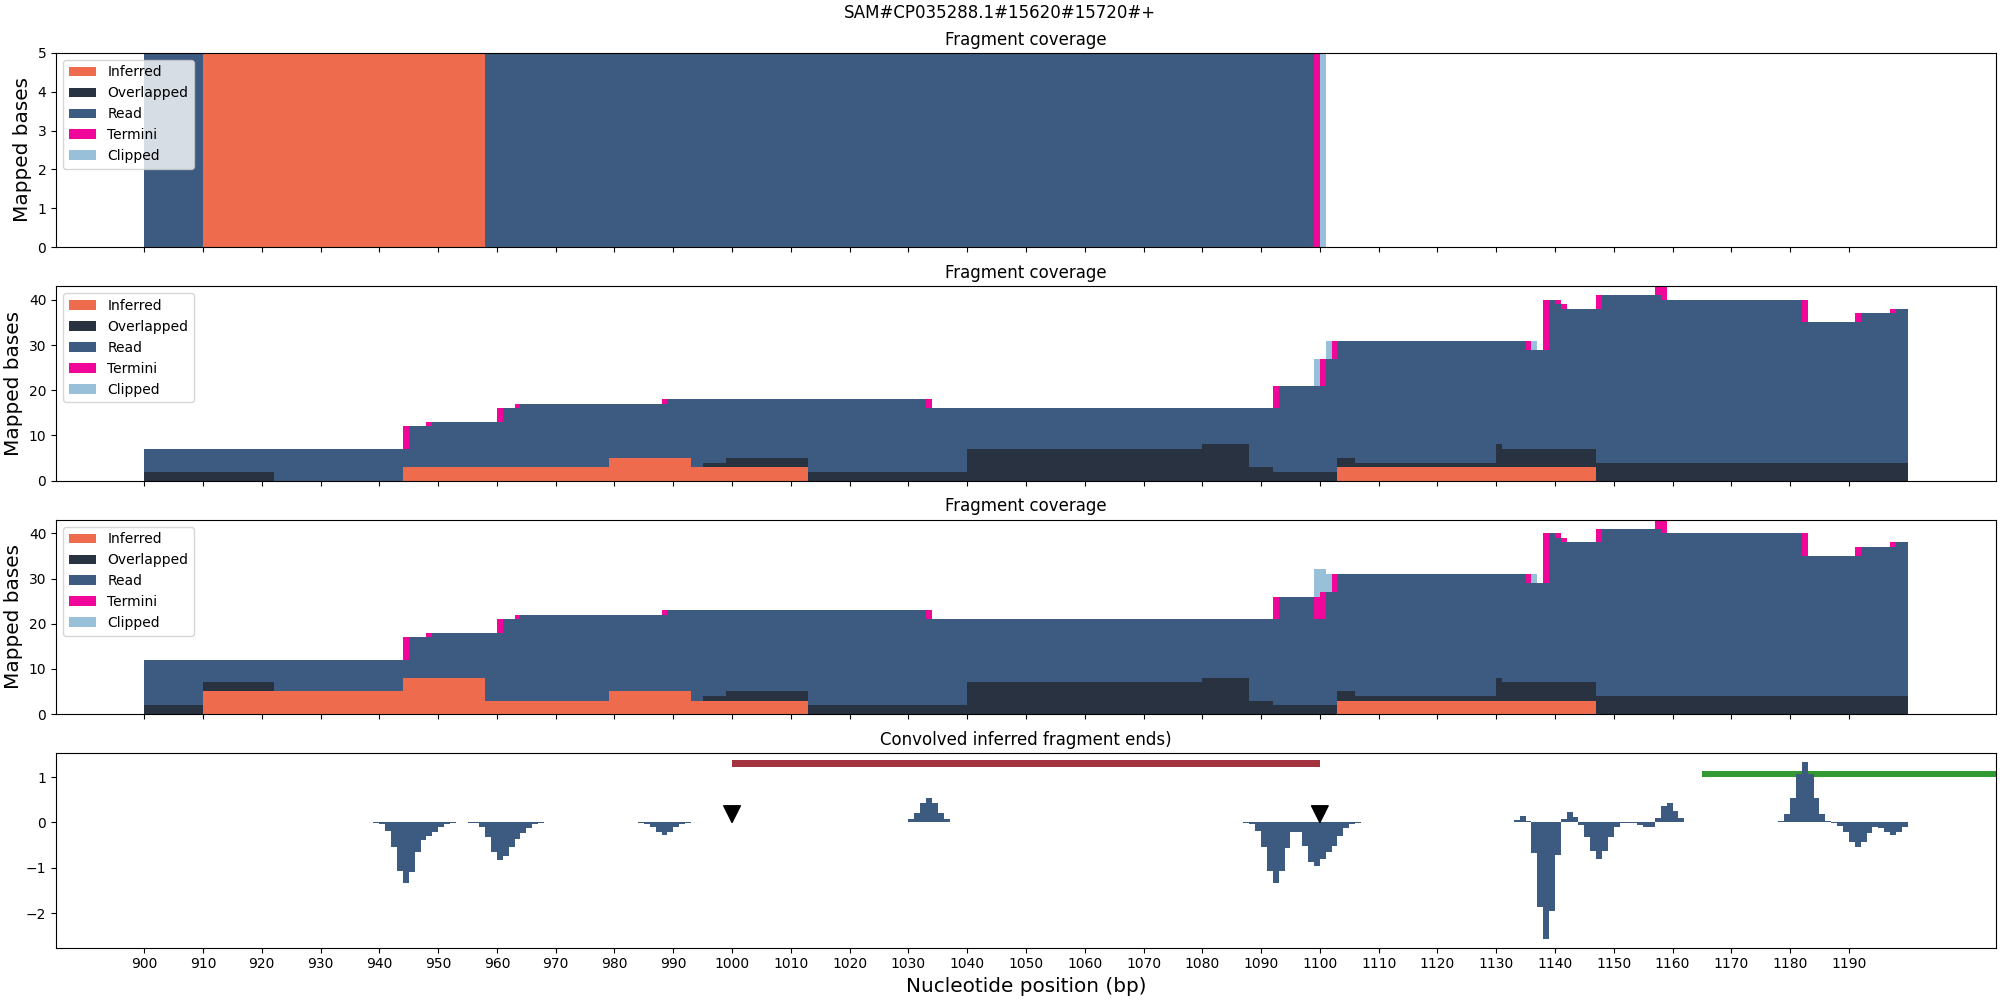 SAM#CP035288.1#15620#15720#+
Fragment coverage
Mapped bases
5
4
3
2
1
0
Inferred
Overlapped
Read
Termini
Clipped
Fragment coverage
Mapped bases
40
30
20
10
0
Inferred
Overlapped
Read
Termini
Clipped
Fragment coverage
Mapped bases
40
30
20
10
0
Inferred
Overlapped
Read
Termini
Clipped
Convolved inferred fragment ends)
1
0
−1
−2
900 910 920 930 940 950 960 970 980 990 1000 1010 1020 1030 1040 1050 1060 1070 1080 1090 1100 1110 1120 1130 1140 1150 1160 1170 1180 1190
Nucleotide position (bp)